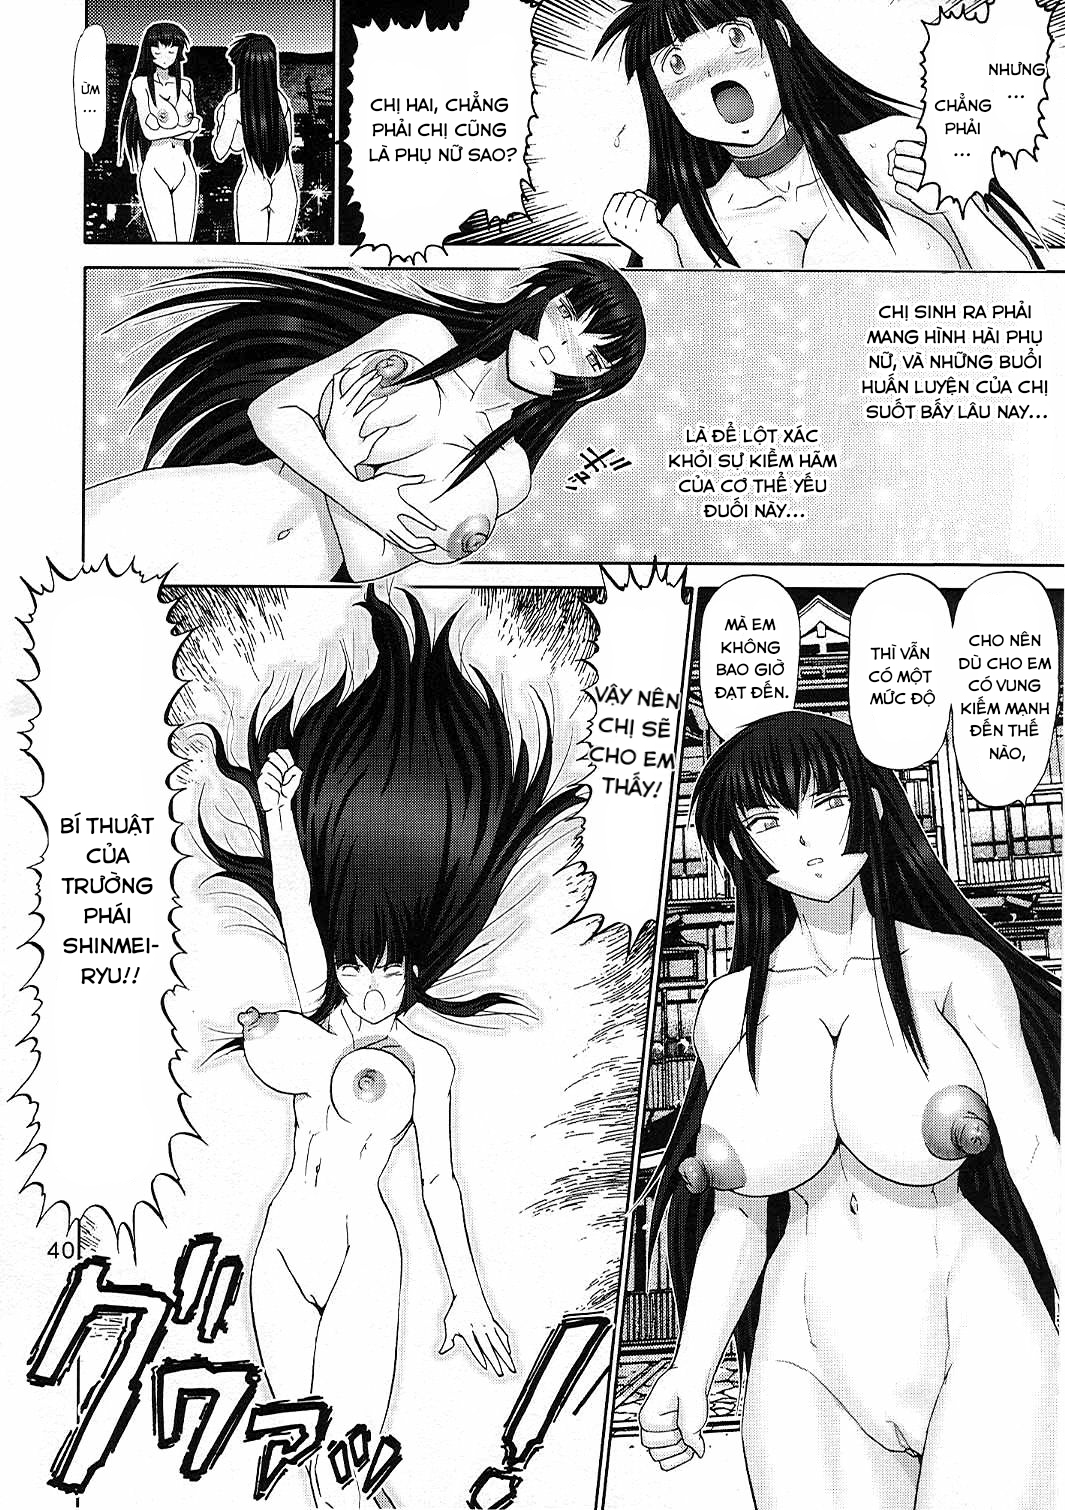 NHƯNG
...
CHẲNG
PHẢI
...
CHỊ HAI, CHẲNG
PHẢI CHỊ CŨNG
LÀ PHỤ NỮ SAO?
ỪM
...
CHỊ SINH RA PHẢI
MANG HÌNH HÀI PHỤ
NỮ, VÀ NHỮNG BUỔI
HUẤN LUYỆN CỦA CHỊ
SUỐT BẤY LÂU NAY...
LÀ ĐỂ LỘT XÁC
KHỎI SỰ KIỀM HÃM
CỦA CƠ THỂ YẾU
ĐUỐI NÀY...
ギュ
CHO NÊN
DÙ CHO EM
CÓ VUNG
KIẾM MẠNH
ĐẾN THẾ
NÀO,
THÌ VẪN
CÓ MỘT
MỨC ĐỘ
MÀ EM
KHÔNG
BAO GIỜ
ĐẠT ĐẾN.
VẬY NÊN
CHỊ SẼ
CHO EM
THẤY!
BÍ THUẬT
CỦA
TRƯỜNG
PHÁI
SHINMEI-
RYU!!
グワァッ!
40